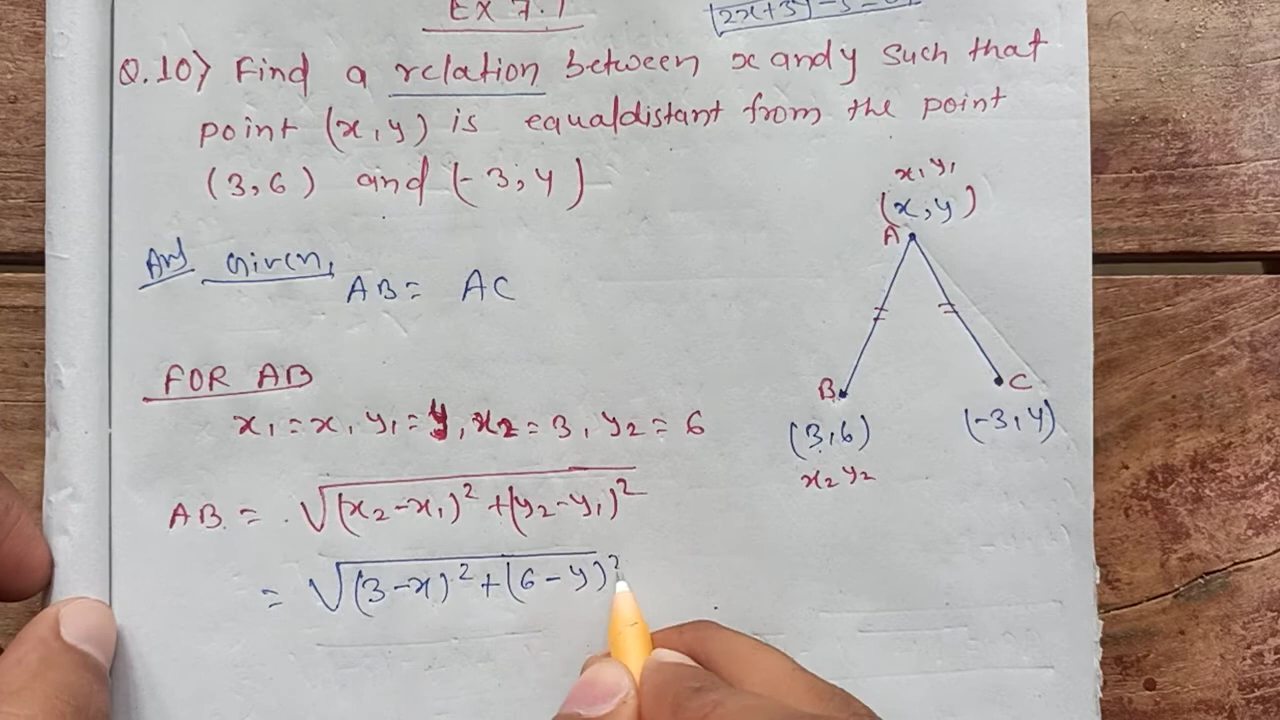 Ex 7.1
Q.10) Find a relation between x and y such that
point (x,y) is equaldistant from the point
(3,6) and (-3,4)
Ans Given,
AB = AC
FOR AB
x₁ = x, y₁ = y, x₂ = 3, y₂ = 6
AB = √(x₂-x₁)² + (y₂-y₁)²
= √(3-x)² + (6-y)²
x₁ y₁
(x,y)
A
B
C
(3,6)
(-3,4)
x₂ y₂